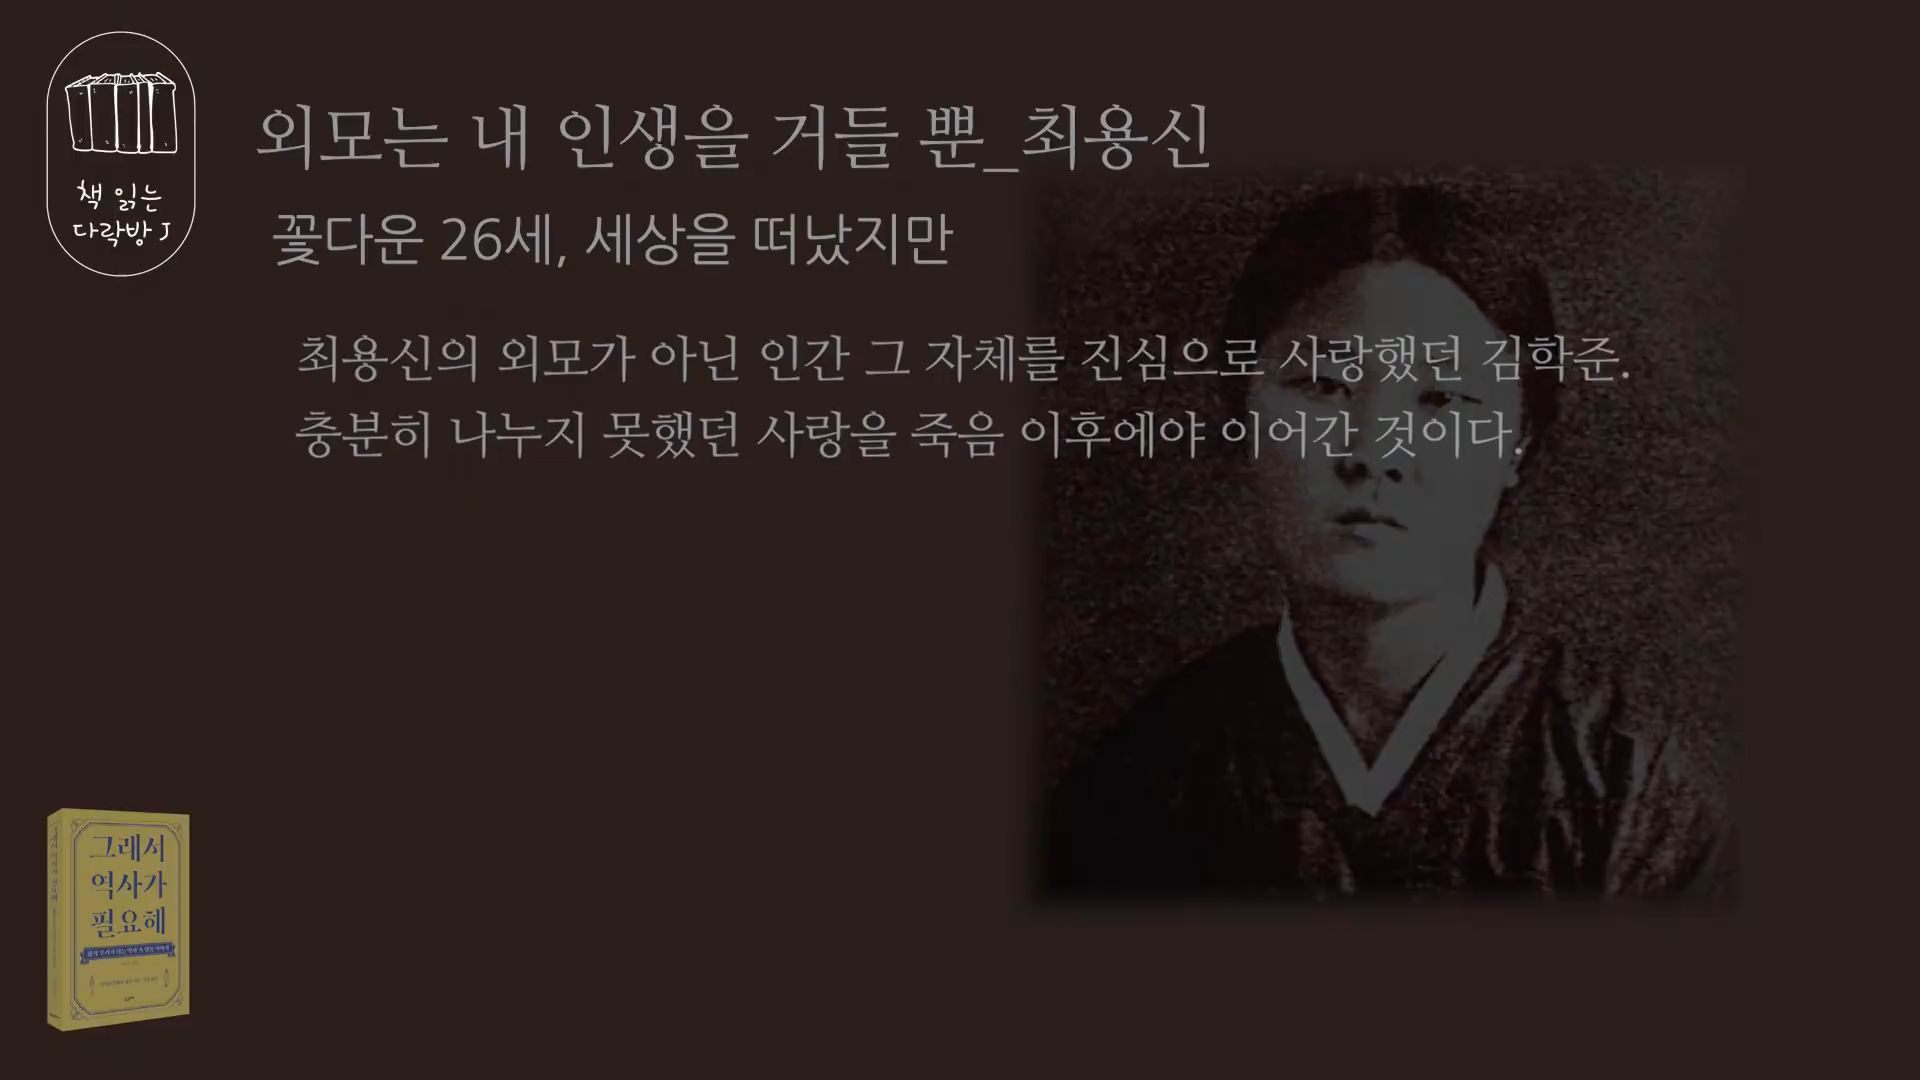 책 읽는
다락방 J
외모는 내 인생을 거들 뿐_최용신
꽃다운 26세, 세상을 떠났지만
최용신의 외모가 아닌 인간 그 자체를 진심으로 사랑했던 김학준.
충분히 나누지 못했던 사랑을 죽음 이후에야 이어간 것이다.
그래서
역사가
필요해